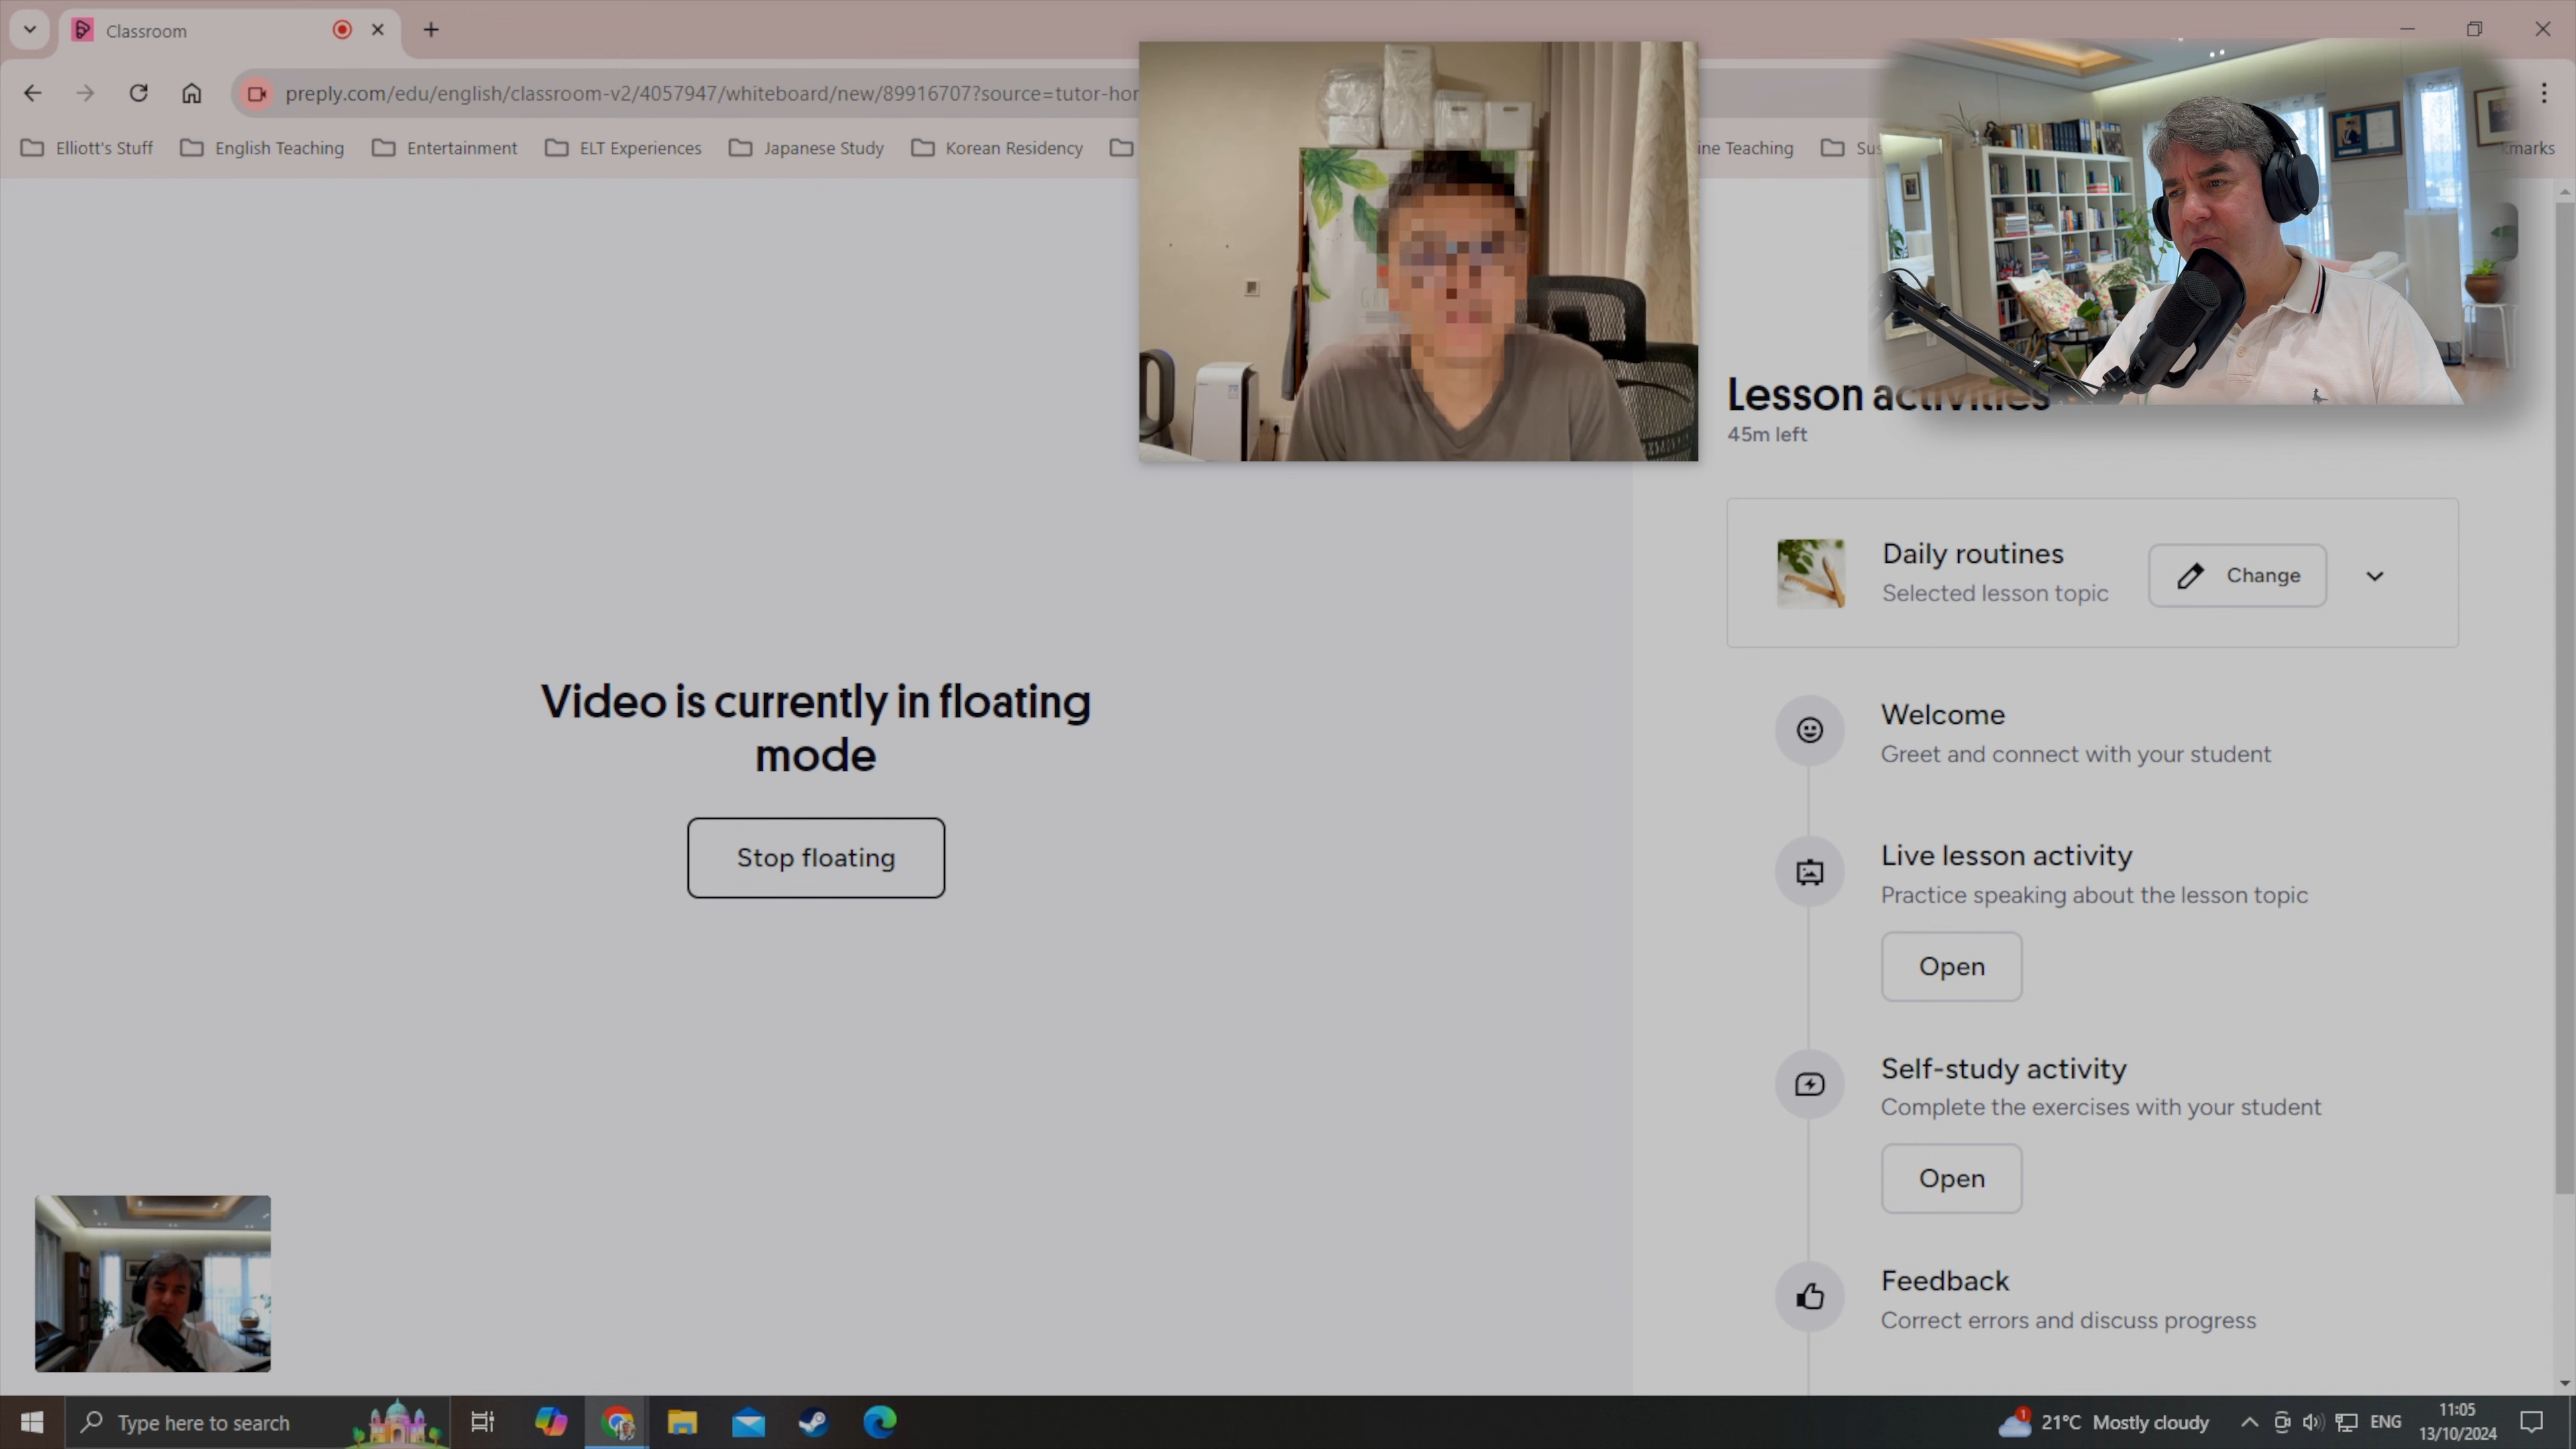 Classroom
preply.com/edu/english/classroom-v2/4057947/whiteboard/new/89916707?source=tutor-hor
Elliott's Stuff
English Teaching
Entertainment
ELT Experiences
Japanese Study
Korean Residency
ine Teaching
Sus
kmarks
Lesson activities
45m left
Daily routines
Selected lesson topic
Change
Welcome
Greet and connect with your student
Video is currently in floating
mode
Stop floating
Live lesson activity
Practice speaking about the lesson topic
Open
Self-study activity
Complete the exercises with your student
Open
Feedback
Correct errors and discuss progress
Type here to search
1
21°C Mostly cloudy
ENG
11:05
13/10/2024